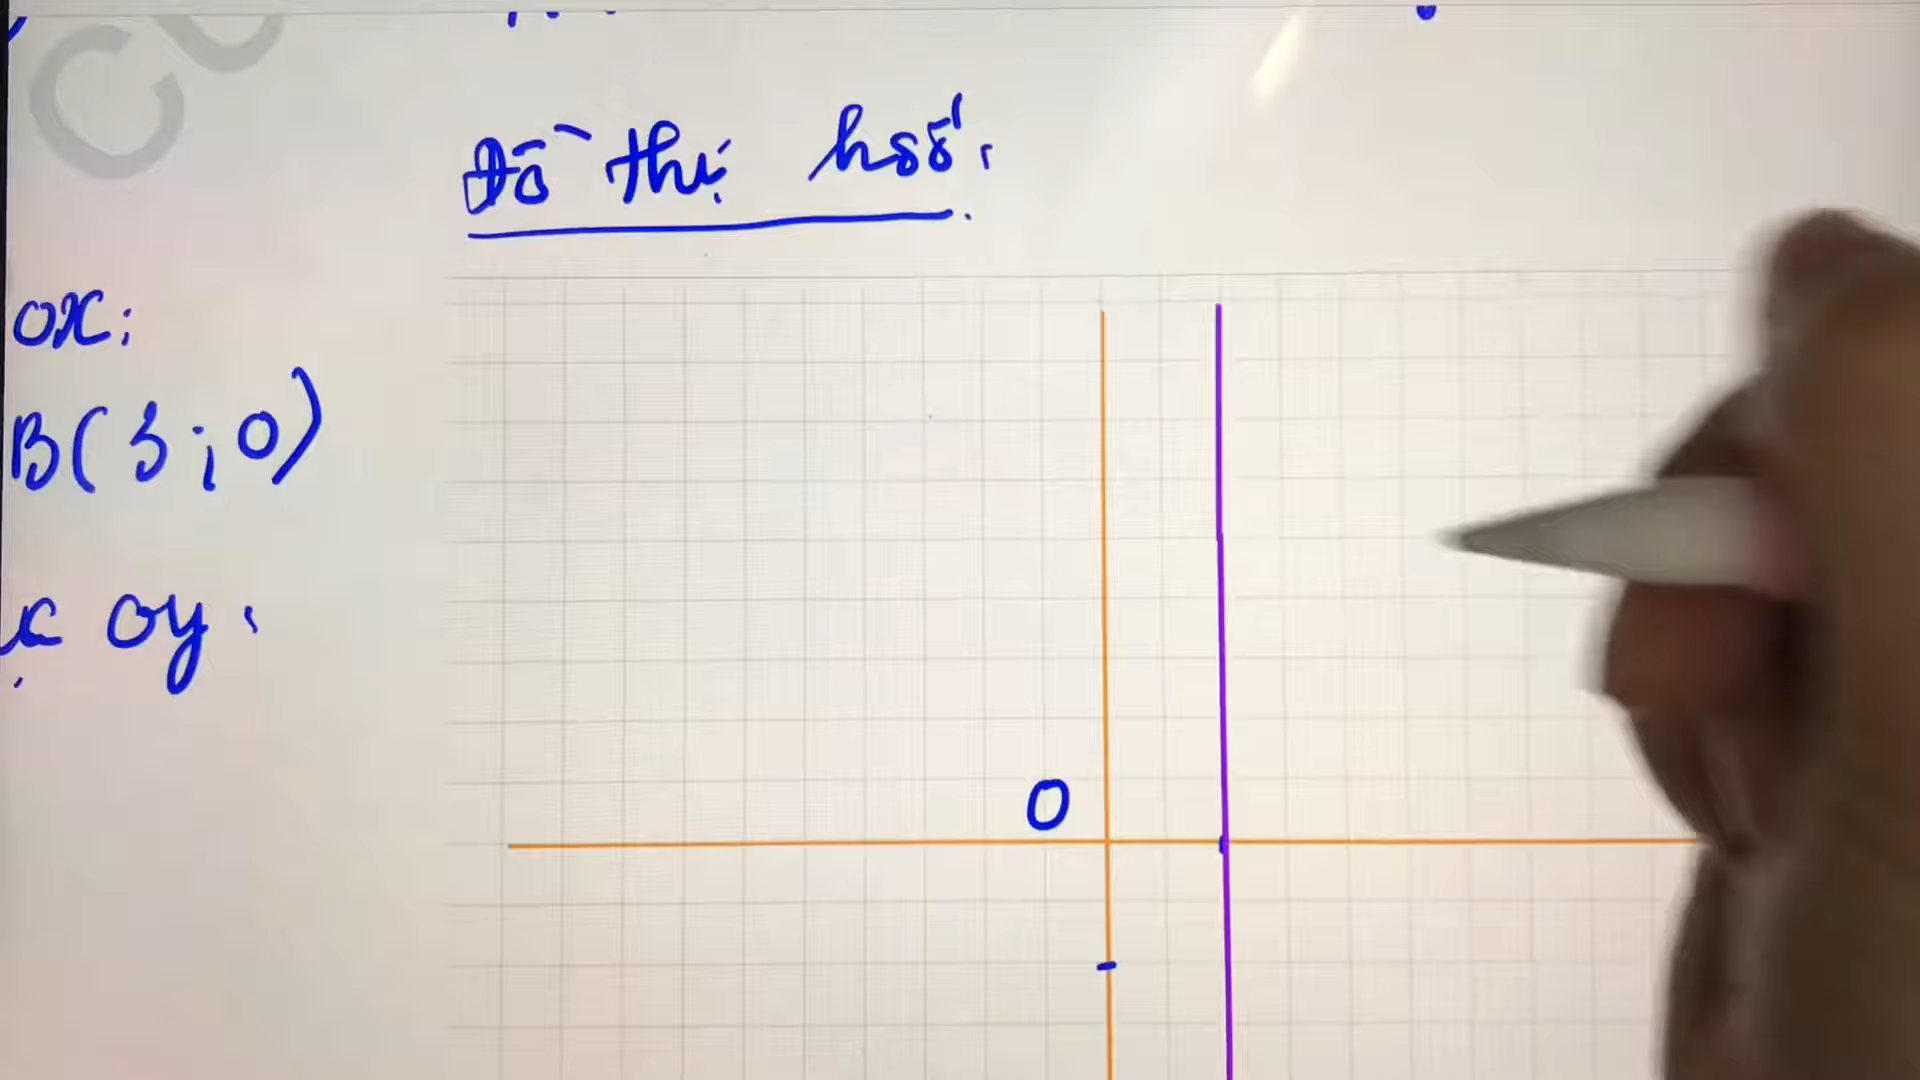 Đồ thị hsố:
OX:
B(3;0)
Oy:
O